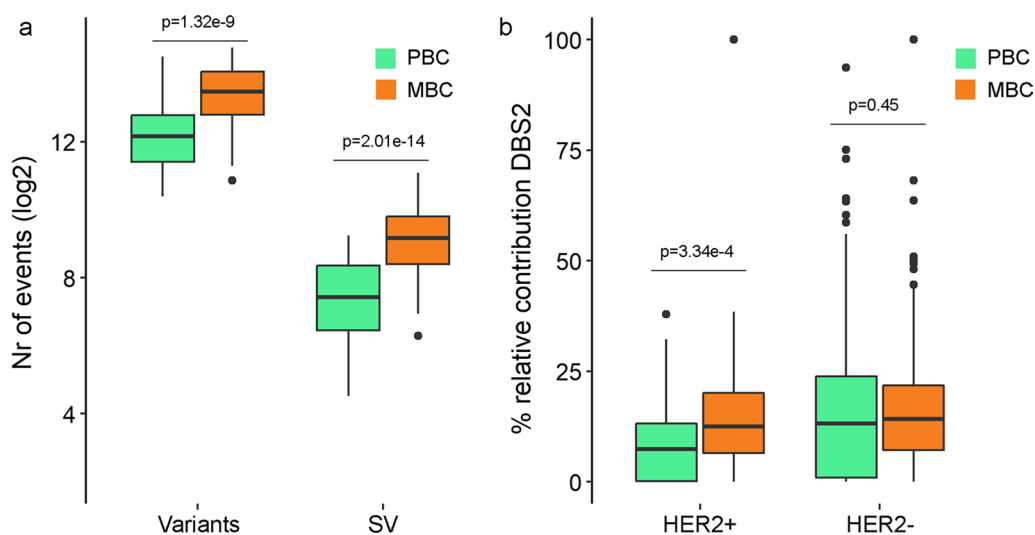 a
p=1.32e-9
PBC
MBC
p=2.01e-14
Nr of events (log2)
12
8
4
Variants
SV
b
100
75
50
25
0
% relative contribution DBS2
PBC
MBC
p=0.45
p=3.34e-4
HER2+
HER2-